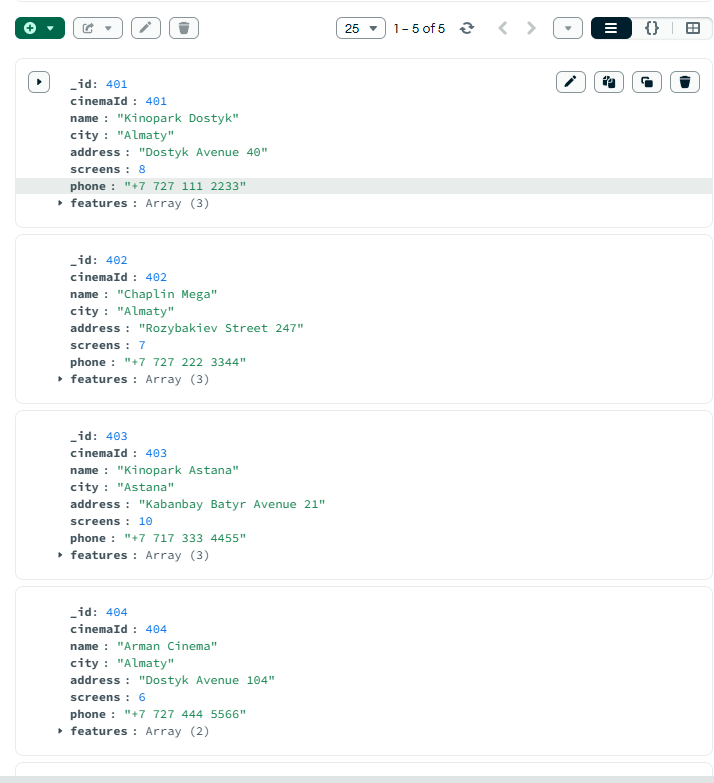 25 1 – 5 of 5 {}
_id: 401
cinemaId : 401
name : "Kinopark Dostyk"
city : "Almaty"
address : "Dostyk Avenue 40"
screens : 8
phone : "+7 727 111 2233"
features : Array (3)
_id: 402
cinemaId : 402
name : "Chaplin Mega"
city : "Almaty"
address : "Rozybakiev Street 247"
screens : 7
phone : "+7 727 222 3344"
features : Array (3)
_id: 403
cinemaId : 403
name : "Kinopark Astana"
city : "Astana"
address : "Kabanbay Batyr Avenue 21"
screens : 10
phone : "+7 717 333 4455"
features : Array (3)
_id: 404
cinemaId : 404
name : "Arman Cinema"
city : "Almaty"
address : "Dostyk Avenue 104"
screens : 6
phone : "+7 727 444 5566"
features : Array (2)